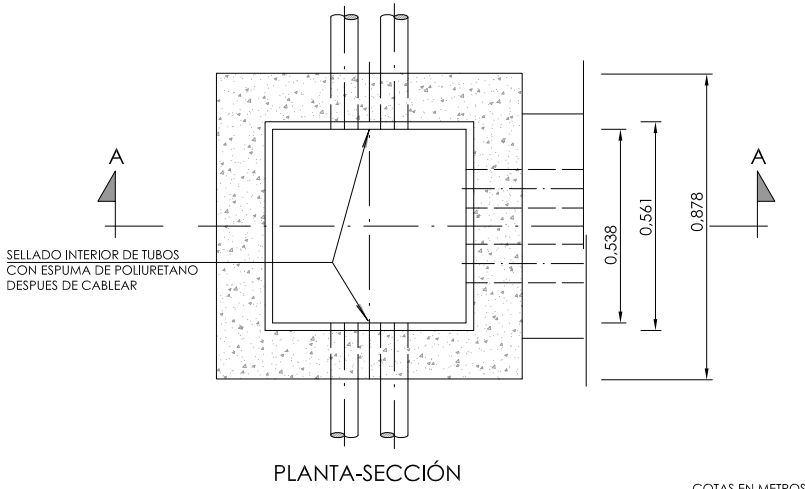 A
A
SELLADO INTERIOR DE TUBOS
CON ESPUMA DE POLIURETANO
DESPUES DE CABLEAR
0,538
0,561
0,878
PLANTA-SECCIÓN
COTAS EN METROS